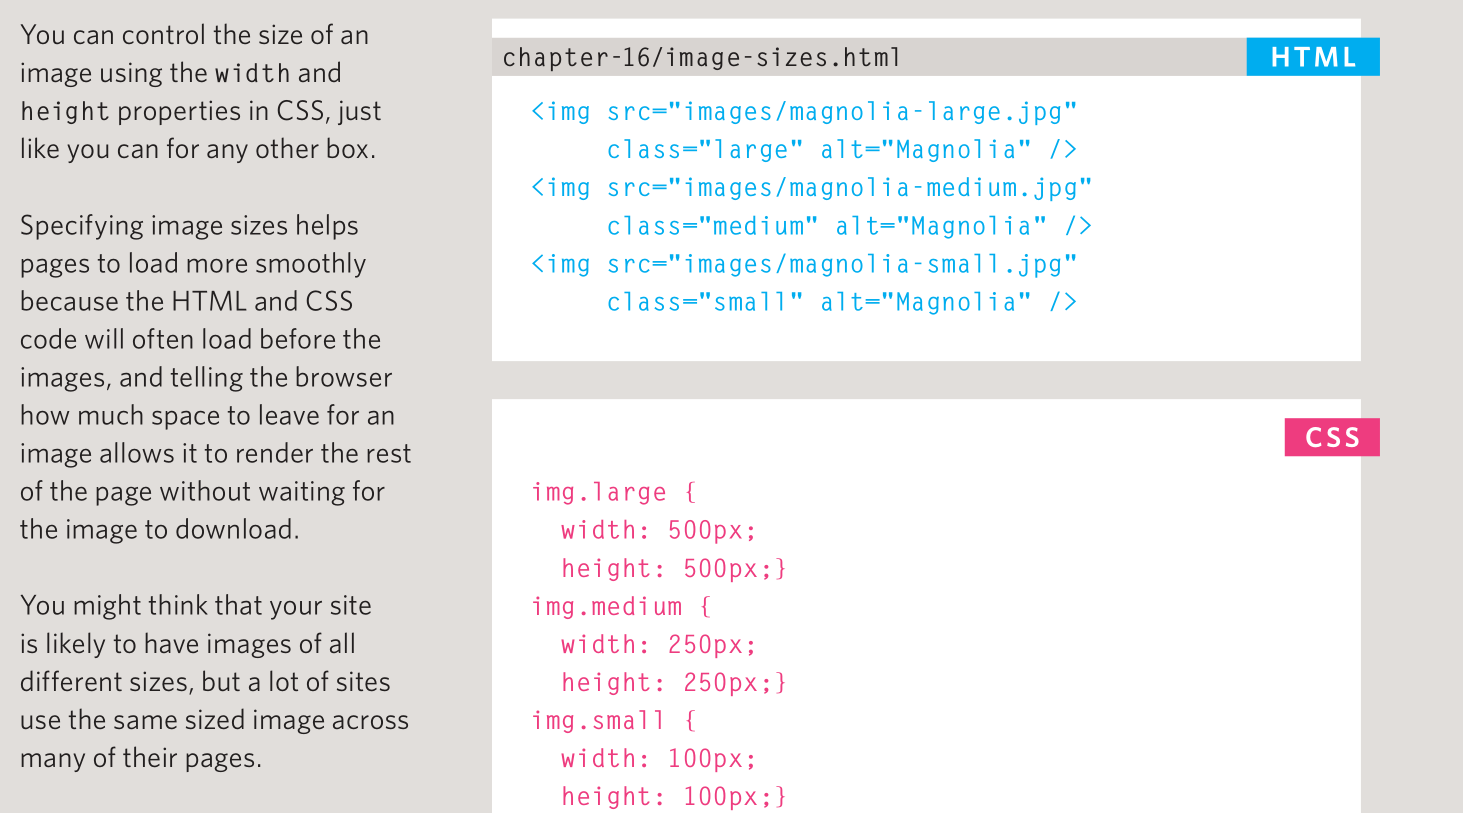 You can control the size of an
image using the width and
height properties in CSS, just
like you can for any other box.
Specifying image sizes helps
pages to load more smoothly
because the HTML and CSS
code will often load before the
images, and telling the browser
how much space to leave for an
image allows it to render the rest
of the page without waiting for
the image to download.
You might think that your site
is likely to have images of all
different sizes, but a lot of sites
use the same sized image across
many of their pages.
chapter-16/image-sizes.html
HTML
<img src="images/magnolia-large.jpg"
class="large" alt="Magnolia" />
<img src="images/magnolia-medium.jpg"
class="medium" alt="Magnolia" />
<img src="images/magnolia-small.jpg"
class="small" alt="Magnolia" />
CSS
img.large {
width: 500px;
height: 500px;}
img.medium {
width: 250px;
height: 250px;}
img.small {
width: 100px;
height: 100px;}